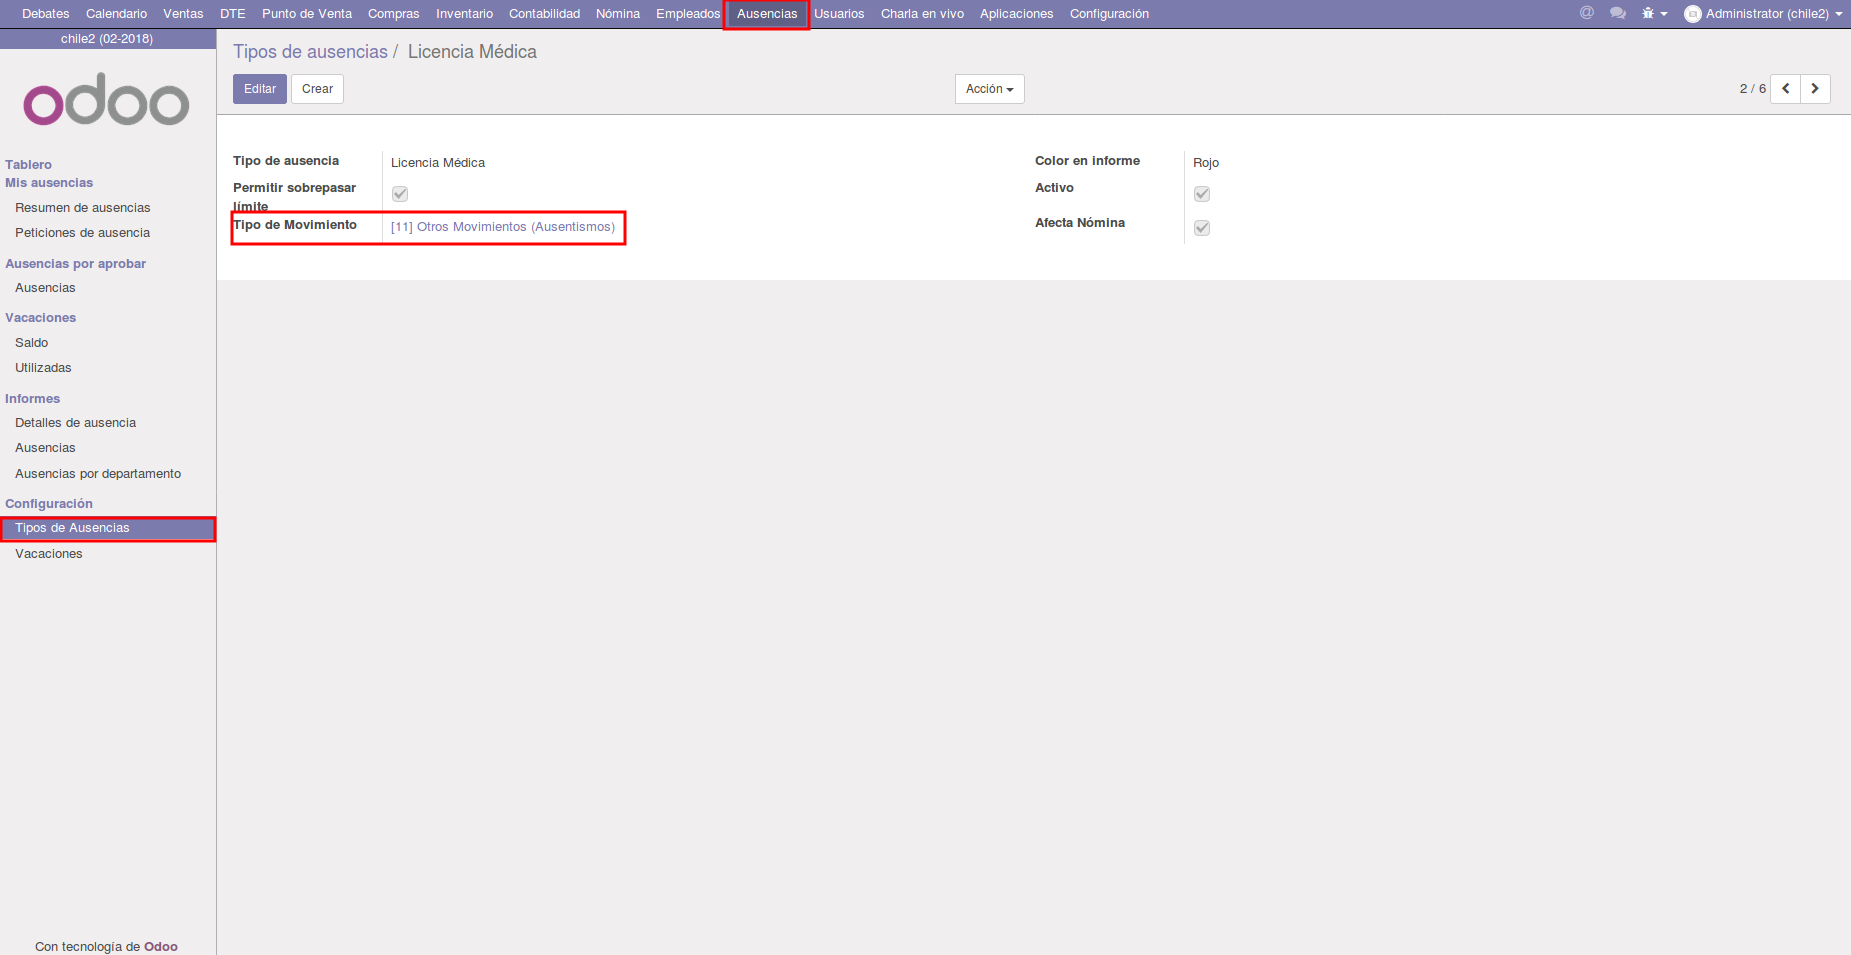 Debates Calendario Ventas DTE Punto de Venta Compras Inventario Contabilidad Nómina Empleados Ausencias Usuarios Charla en vivo Aplicaciones Configuración @ Administrator (chile2)
chile2 (02-2018)
odoo
Tablero
Mis ausencias
Resumen de ausencias
Peticiones de ausencia
Ausencias por aprobar
Ausencias
Vacaciones
Saldo
Utilizadas
Informes
Detalles de ausencia
Ausencias
Ausencias por departamento
Configuración
Tipos de Ausencias
Vacaciones
Con tecnología de Odoo
Tipos de ausencias / Licencia Médica
Editar Crear Acción 2 / 6
Tipo de ausencia Licencia Médica
Permitir sobrepasar
límite
Tipo de Movimiento [11] Otros Movimientos (Ausentismos)
Color en informe Rojo
Activo
Afecta Nómina